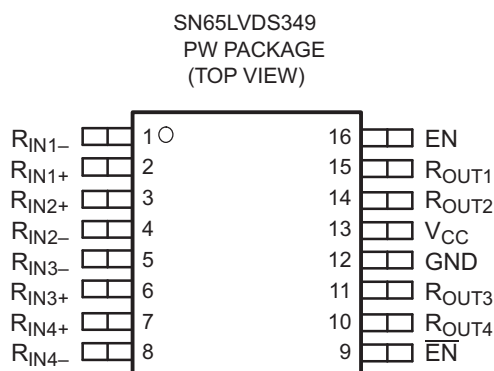 SN65LVDS349
PW PACKAGE
(TOP VIEW)
RIN1– 1 16 EN
RIN1+ 2 15 ROUT1
RIN2+ 3 14 ROUT2
RIN2– 4 13 VCC
RIN3– 5 12 GND
RIN3+ 6 11 ROUT3
RIN4+ 7 10 ROUT4
RIN4– 8 9 E̅N̅